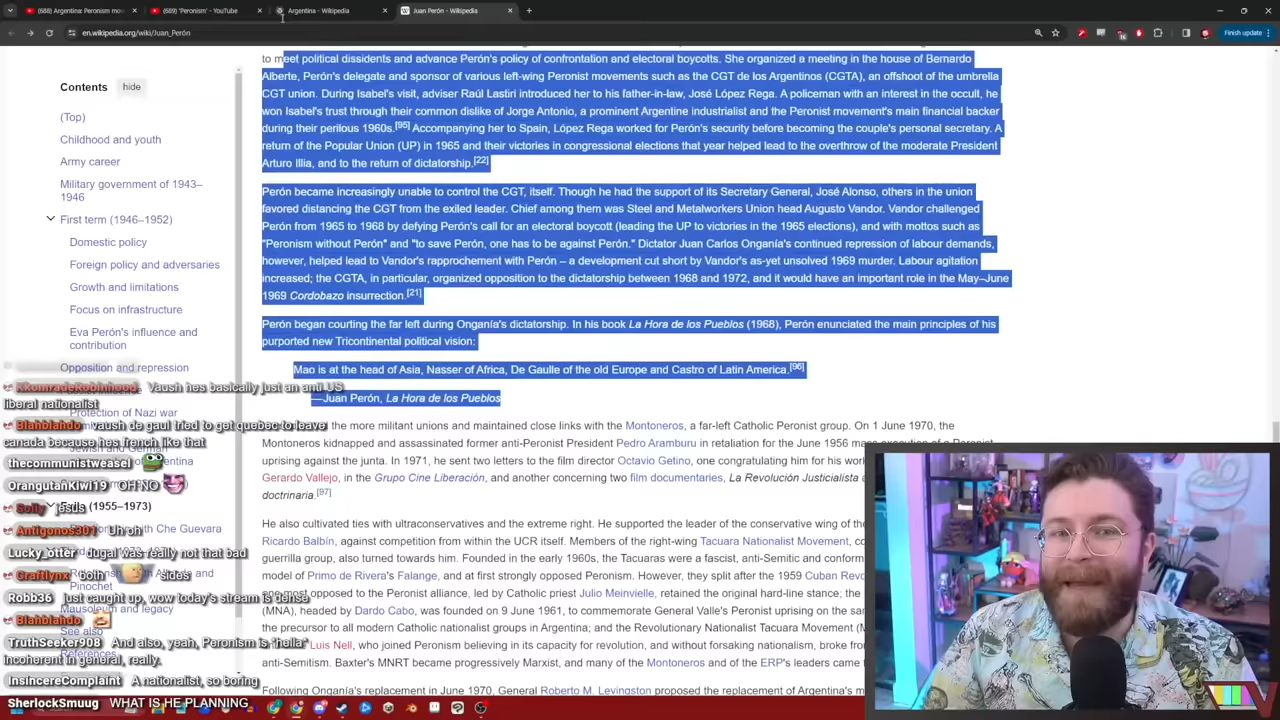 (688) Argentina: Peronism mov
(689) 'Peronism' - YouTube
Argentina - Wikipedia
Juan Perón - Wikipedia
en.wikipedia.org/wiki/Juan_Perón
Finish update
Contents
hide
(Top)
Childhood and youth
Army career
Military government of 1943–
1946
First term (1946–1952)
Domestic policy
Foreign policy and adversaries
Growth and limitations
Focus on infrastructure
Eva Perón's influence and
contribution
Opposition and repression
Protection of Nazi war
Jewish and German
(1955–1973)
with Che Guevara
Pinochet
Mausoleum and legacy
See also
References
to meet political dissidents and advance Perón's policy of confrontation and electoral boycotts. She organized a meeting in the house of Bernardo
Alberte, Perón's delegate and sponsor of various left-wing Peronist movements such as the CGT de los Argentinos (CGTA), an offshoot of the umbrella
CGT union. During Isabel's visit, adviser Raúl Lastiri introduced her to his father-in-law, José López Rega. A policeman with an interest in the occult, he
won Isabel's trust through their common dislike of Jorge Antonio, a prominent Argentine industrialist and the Peronist movement's main financial backer
during their perilous 1960s.[95] Accompanying her to Spain, López Rega worked for Perón's security before becoming the couple's personal secretary. A
return of the Popular Union (UP) in 1965 and their victories in congressional elections that year helped lead to the overthrow of the moderate President
Arturo Illia, and to the return of dictatorship.[22]
Perón became increasingly unable to control the CGT, itself. Though he had the support of its Secretary General, José Alonso, others in the union
favored distancing the CGT from the exiled leader. Chief among them was Steel and Metalworkers Union head Augusto Vandor. Vandor challenged
Perón from 1965 to 1968 by defying Perón's call for an electoral boycott (leading the UP to victories in the 1965 elections), and with mottos such as
"Peronism without Perón" and "to save Perón, one has to be against Perón." Dictator Juan Carlos Onganía's continued repression of labour demands,
however, helped lead to Vandor's rapprochement with Perón – a development cut short by Vandor's as-yet unsolved 1969 murder. Labour agitation
increased; the CGTA, in particular, organized opposition to the dictatorship between 1968 and 1972, and it would have an important role in the May–June
1969 Cordobazo insurrection.[21]
Perón began courting the far left during Onganía's dictatorship. In his book La Hora de los Pueblos (1968), Perón enunciated the main principles of his
purported new Tricontinental political vision:
Mao is at the head of Asia, Nasser of Africa, De Gaulle of the old Europe and Castro of Latin America.[96]
—Juan Perón, La Hora de los Pueblos
the more militant unions and maintained close links with the Montoneros, a far-left Catholic Peronist group. On 1 June 1970, the
Montoneros kidnapped and assassinated former anti-Peronist President Pedro Aramburu in retaliation for the June 1956 mass execution of a Peronist
uprising against the junta. In 1971, he sent two letters to the film director Octavio Getino, one congratulating him for his work
Gerardo Vallejo, in the Grupo Cine Liberación, and another concerning two film documentaries, La Revolución Justicialista
doctrinaria.[97]
He also cultivated ties with ultraconservatives and the extreme right. He supported the leader of the conservative wing of the
Ricardo Balbín, against competition from within the UCR itself. Members of the right-wing Tacuara Nationalist Movement, co
guerrilla group, also turned towards him. Founded in the early 1960s, the Tacuaras were a fascist, anti-Semitic and conform
model of Primo de Rivera's Falange, and at first strongly opposed Peronism. However, they split after the 1959 Cuban Revo
most opposed to the Peronist alliance, led by Catholic priest Julio Meinvielle, retained the original hard-line stance; the
(MNA), headed by Dardo Cabo, was founded on 9 June 1961, to commemorate General Valle's Peronist uprising on the sa
the precursor to all modern Catholic nationalist groups in Argentina; and the Revolutionary Nationalist Tacuara Movement (M
Luis Nell, who joined Peronism believing in its capacity for revolution, and without forsaking nationalism, broke from
anti-Semitism. Baxter's MNRT became progressively Marxist, and many of the Montoneros and of the ERP's leaders came
Following Onganía's replacement in June 1970, General Roberto M. Levingston proposed the replacement of Argentina's m
KkomradeRobinhood Vaush hes basically just an anti US
liberal nationalist
Blahblando vaush de gaul tried to get quebec to leave
canada because hes french like that
thecommunistweasel
OrangutanKiwi19 OH NO
Solly jesus
Antigonos301 Uh oh
Lucky_otter dugal was really not that bad
Craftlynx both sides
Robb36 just caught up, wow today's stream is dense
Blahblando
TruthSeeker908 And also, yeah, Peronism is *hella*
incoherent in general, really.
InsincereComplaint A nationalist, so boring
SherlockSmuug WHAT IS HE PLANNING